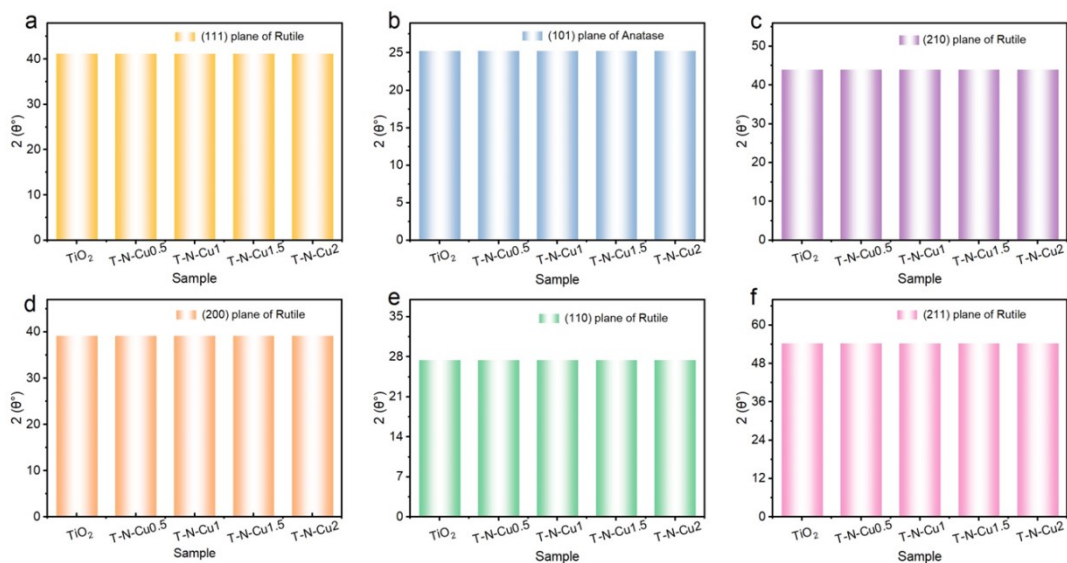 a
(111) plane of Rutile
2 (θ°)
40
30
20
10
0
TiO₂
T-N-Cu0.5
T-N-Cu1
T-N-Cu1.5
T-N-Cu2
Sample
b
(101) plane of Anatase
2 (θ°)
25
20
15
10
5
0
TiO₂
T-N-Cu0.5
T-N-Cu1
T-N-Cu1.5
T-N-Cu2
Sample
c
(210) plane of Rutile
2 (θ°)
50
40
30
20
10
0
TiO₂
T-N-Cu0.5
T-N-Cu1
T-N-Cu1.5
T-N-Cu2
Sample
d
(200) plane of Rutile
2 (θ°)
40
30
20
10
0
TiO₂
T-N-Cu0.5
T-N-Cu1
T-N-Cu1.5
T-N-Cu2
Sample
e
(110) plane of Rutile
2 (θ°)
35
28
21
14
7
0
TiO₂
T-N-Cu0.5
T-N-Cu1
T-N-Cu1.5
T-N-Cu2
Sample
f
(211) plane of Rutile
2 (θ°)
60
48
36
24
12
0
TiO₂
T-N-Cu0.5
T-N-Cu1
T-N-Cu1.5
T-N-Cu2
Sample